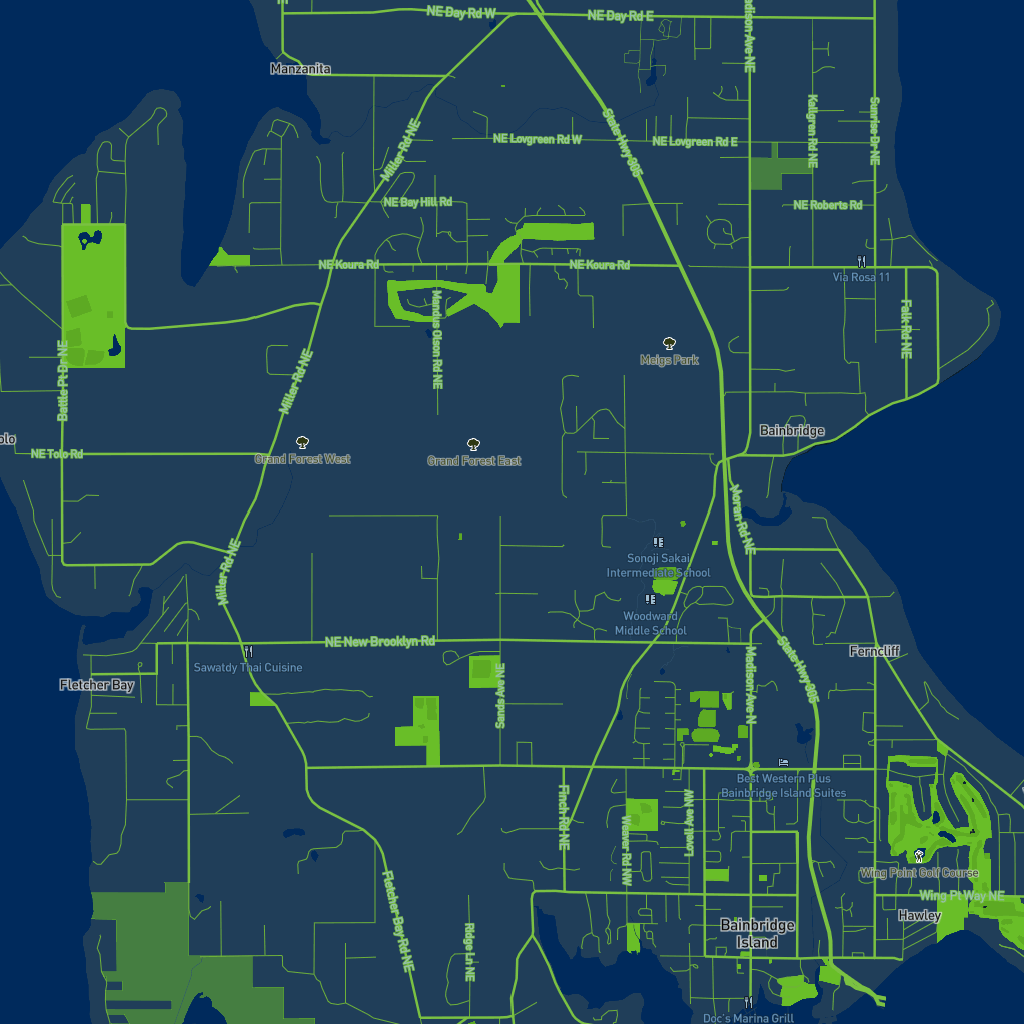 NE Day Rd W
NE Day Rd E
Manzanita
Madison Ave NE
Miller Rd NE
State Hwy 305
Kallgren Rd NE
Sunrise Dr NE
NE Lovgreen Rd W
NE Lovgreen Rd E
NE Bay Hill Rd
NE Roberts Rd
NE Koura Rd
NE Koura Rd
Via Rosa 11
Mandus Olson Rd NE
Falk Rd NE
Meigs Park
Battle Pt Dr NE
Miller Rd NE
Bainbridge
NE Tolo Rd
Grand Forest West
Grand Forest East
Moran Rd NE
Sonoji Sakai
Intermediate School
Miller Rd NE
Woodward
Middle School
NE New Brooklyn Rd
Ferncliff
Sawatdy Thai Cuisine
Fletcher Bay
Sands Ave NE
Madison Ave N
State Hwy 305
Best Western Plus
Bainbridge Island Suites
Finch Rd NE
Weaver Rd NW
Lovell Ave NW
Wing Point Golf Course
Wing Pt Way NE
Hawley
Fletcher Bay Rd NE
Ridge Ln NE
Bainbridge
Island
Doc's Marina Grill